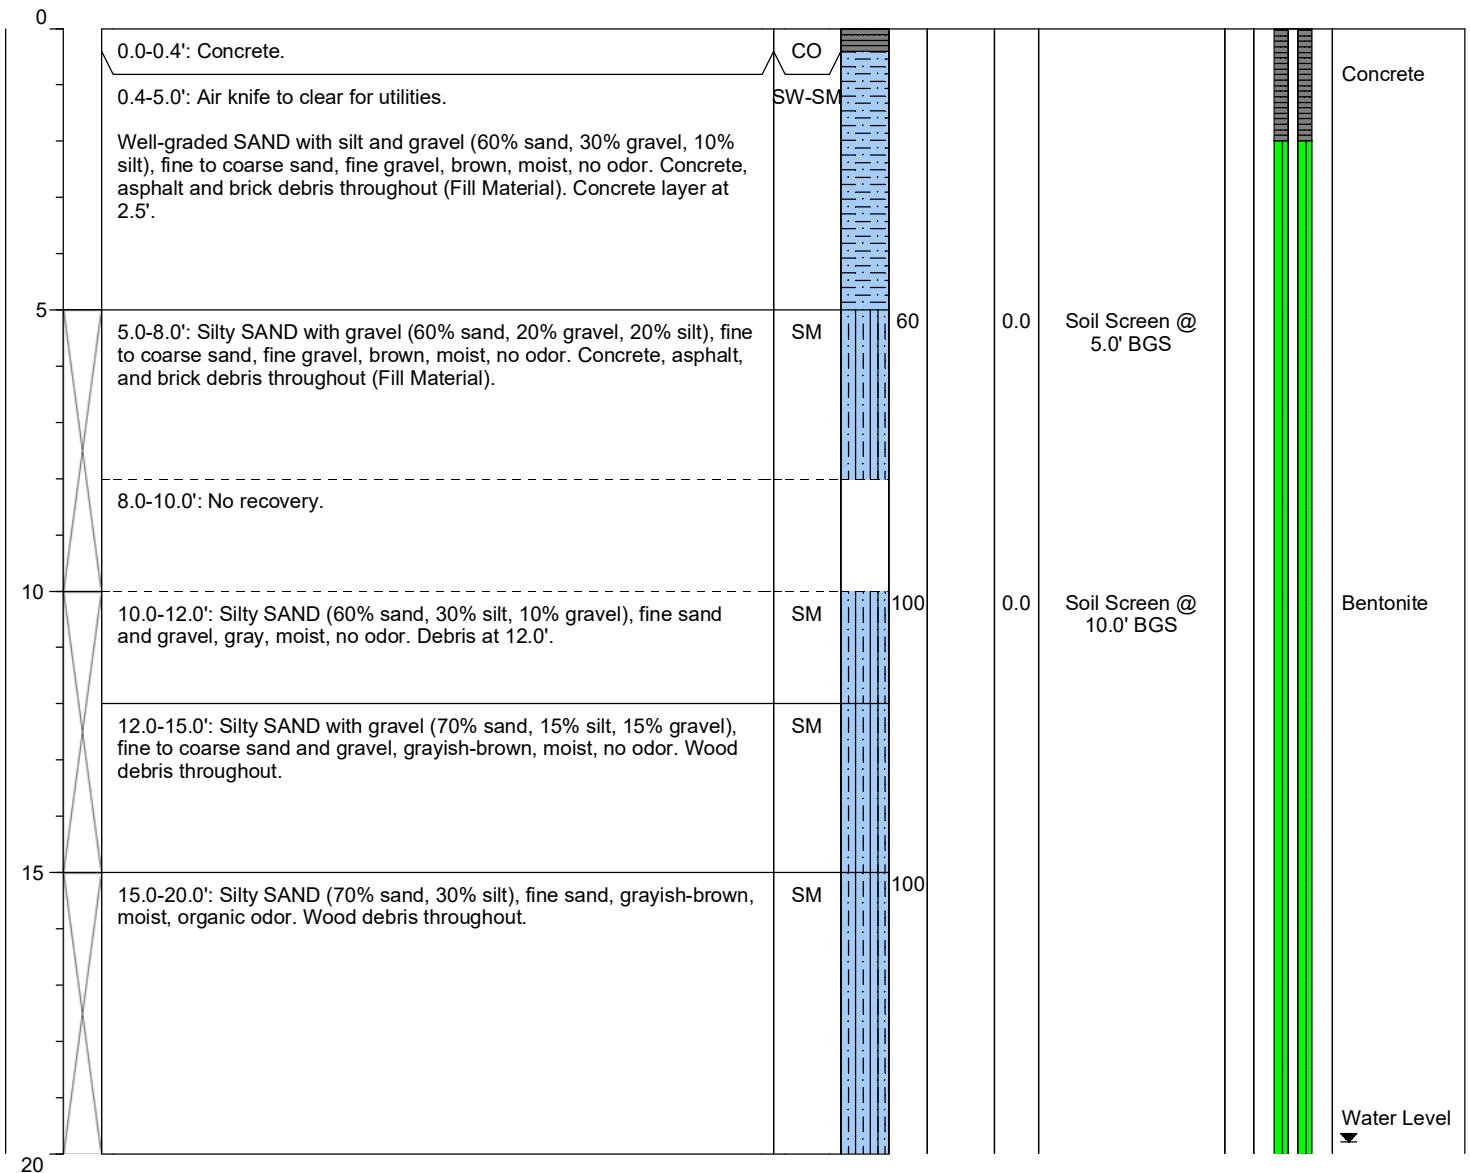 0
0.0-0.4': Concrete.
CO
Concrete
0.4-5.0': Air knife to clear for utilities.
SW-SM
Well-graded SAND with silt and gravel (60% sand, 30% gravel, 10%
silt), fine to coarse sand, fine gravel, brown, moist, no odor. Concrete,
asphalt and brick debris throughout (Fill Material). Concrete layer at
2.5'.
5
5.0-8.0': Silty SAND with gravel (60% sand, 20% gravel, 20% silt), fine
to coarse sand, fine gravel, brown, moist, no odor. Concrete, asphalt,
and brick debris throughout (Fill Material).
SM
60
0.0
Soil Screen @
5.0' BGS
8.0-10.0': No recovery.
10
10.0-12.0': Silty SAND (60% sand, 30% silt, 10% gravel), fine sand
and gravel, gray, moist, no odor. Debris at 12.0'.
SM
100
0.0
Soil Screen @
10.0' BGS
Bentonite
12.0-15.0': Silty SAND with gravel (70% sand, 15% silt, 15% gravel),
fine to coarse sand and gravel, grayish-brown, moist, no odor. Wood
debris throughout.
SM
15
15.0-20.0': Silty SAND (70% sand, 30% silt), fine sand, grayish-brown,
moist, organic odor. Wood debris throughout.
SM
100
Water Level
20